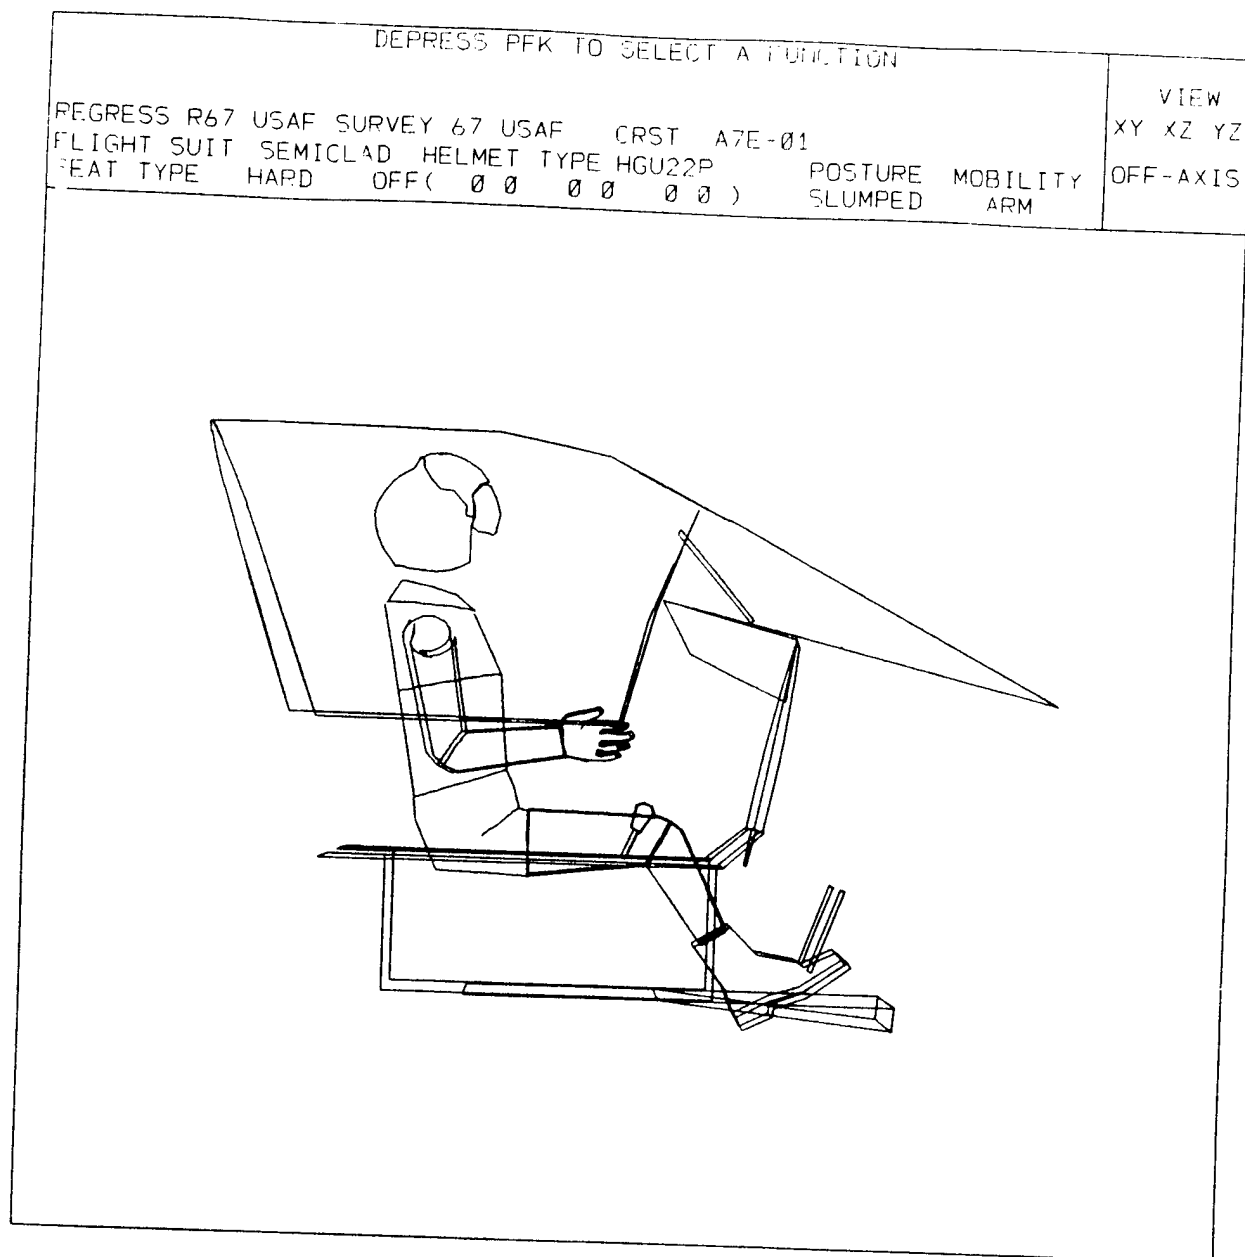 DEPRESS PFK TO SELECT A FUNCTION
VIEW
XY XZ YZ
OFF-AXIS
REGRESS R67 USAF SURVEY 67 USAF CRST A7E-01
FLIGHT SUIT SEMICLAD HELMET TYPE HGU22P POSTURE MOBILITY
SEAT TYPE HARD OFF( 0 0 0 0 0 0 ) SLUMPED ARM